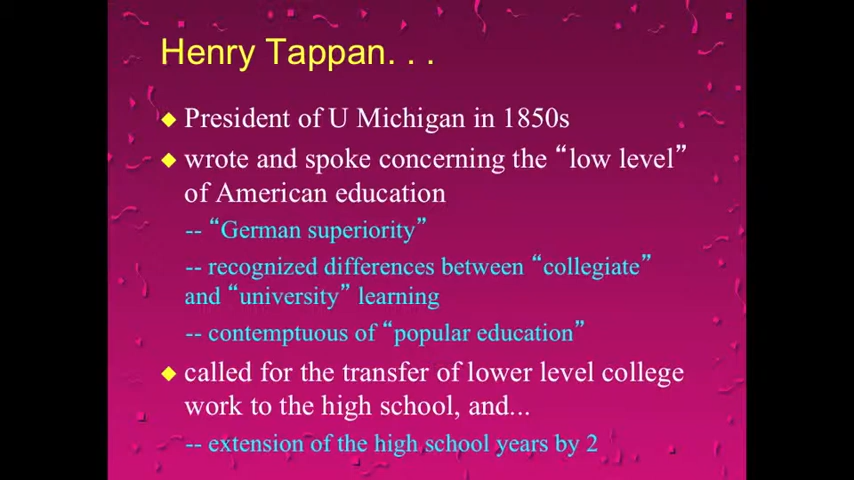 Henry Tappan. . .
◆ President of U Michigan in 1850s
◆ wrote and spoke concerning the “low level”
of American education
-- “German superiority”
-- recognized differences between “collegiate”
and “university” learning
-- contemptuous of “popular education”
◆ called for the transfer of lower level college
work to the high school, and...
-- extension of the high school years by 2